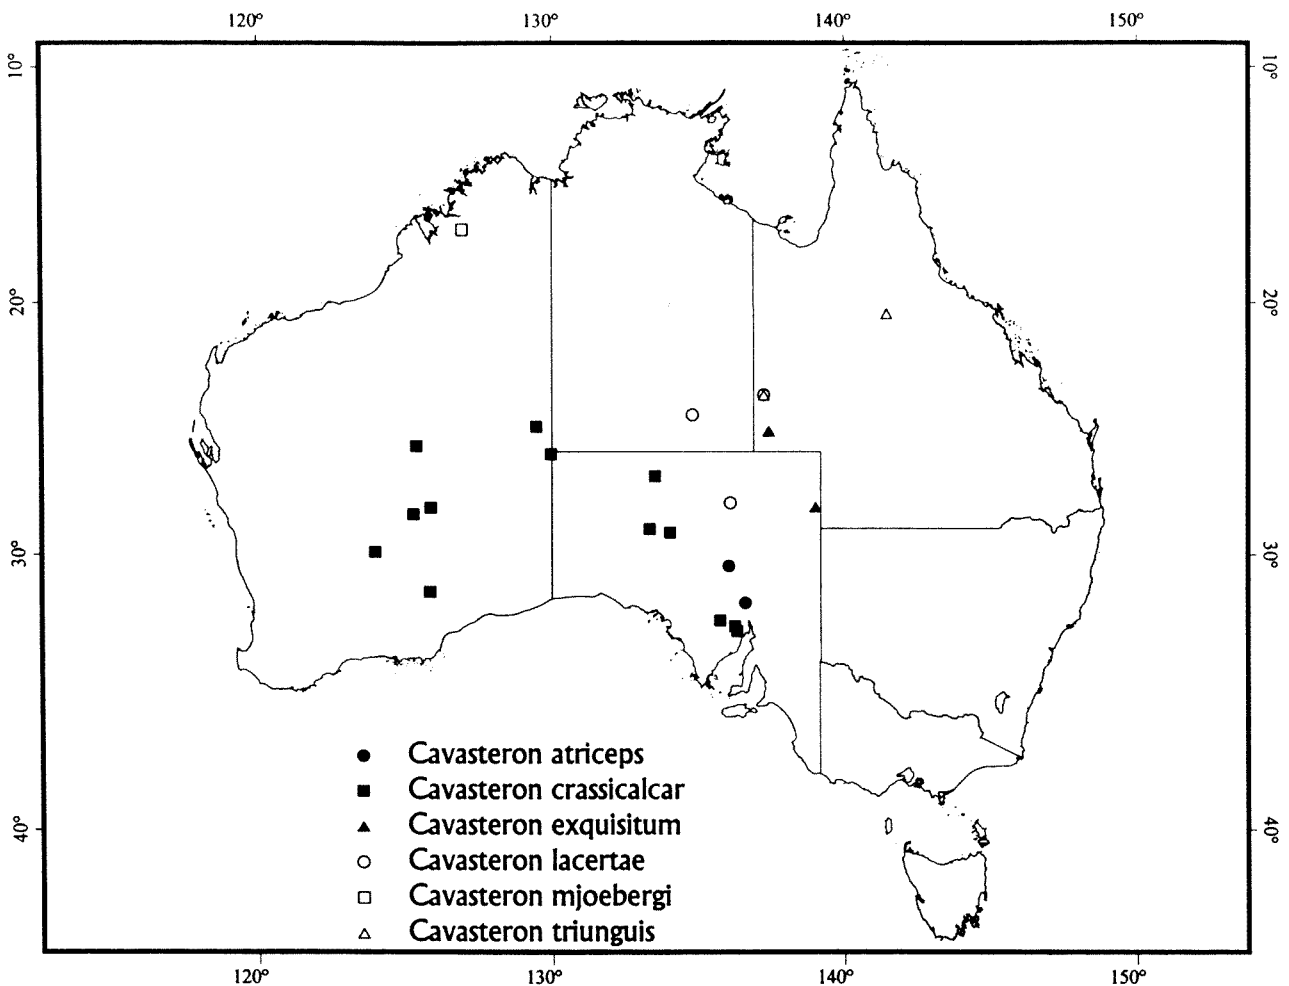 120° 130° 140° 150°
10° 10°
20° 20°
30° 30°
40° 40°
Cavasteron atriceps
Cavasteron crassicalcar
Cavasteron exquisitum
Cavasteron lacertae
Cavasteron mjoebergi
Cavasteron triunguis
120° 130° 140° 150°